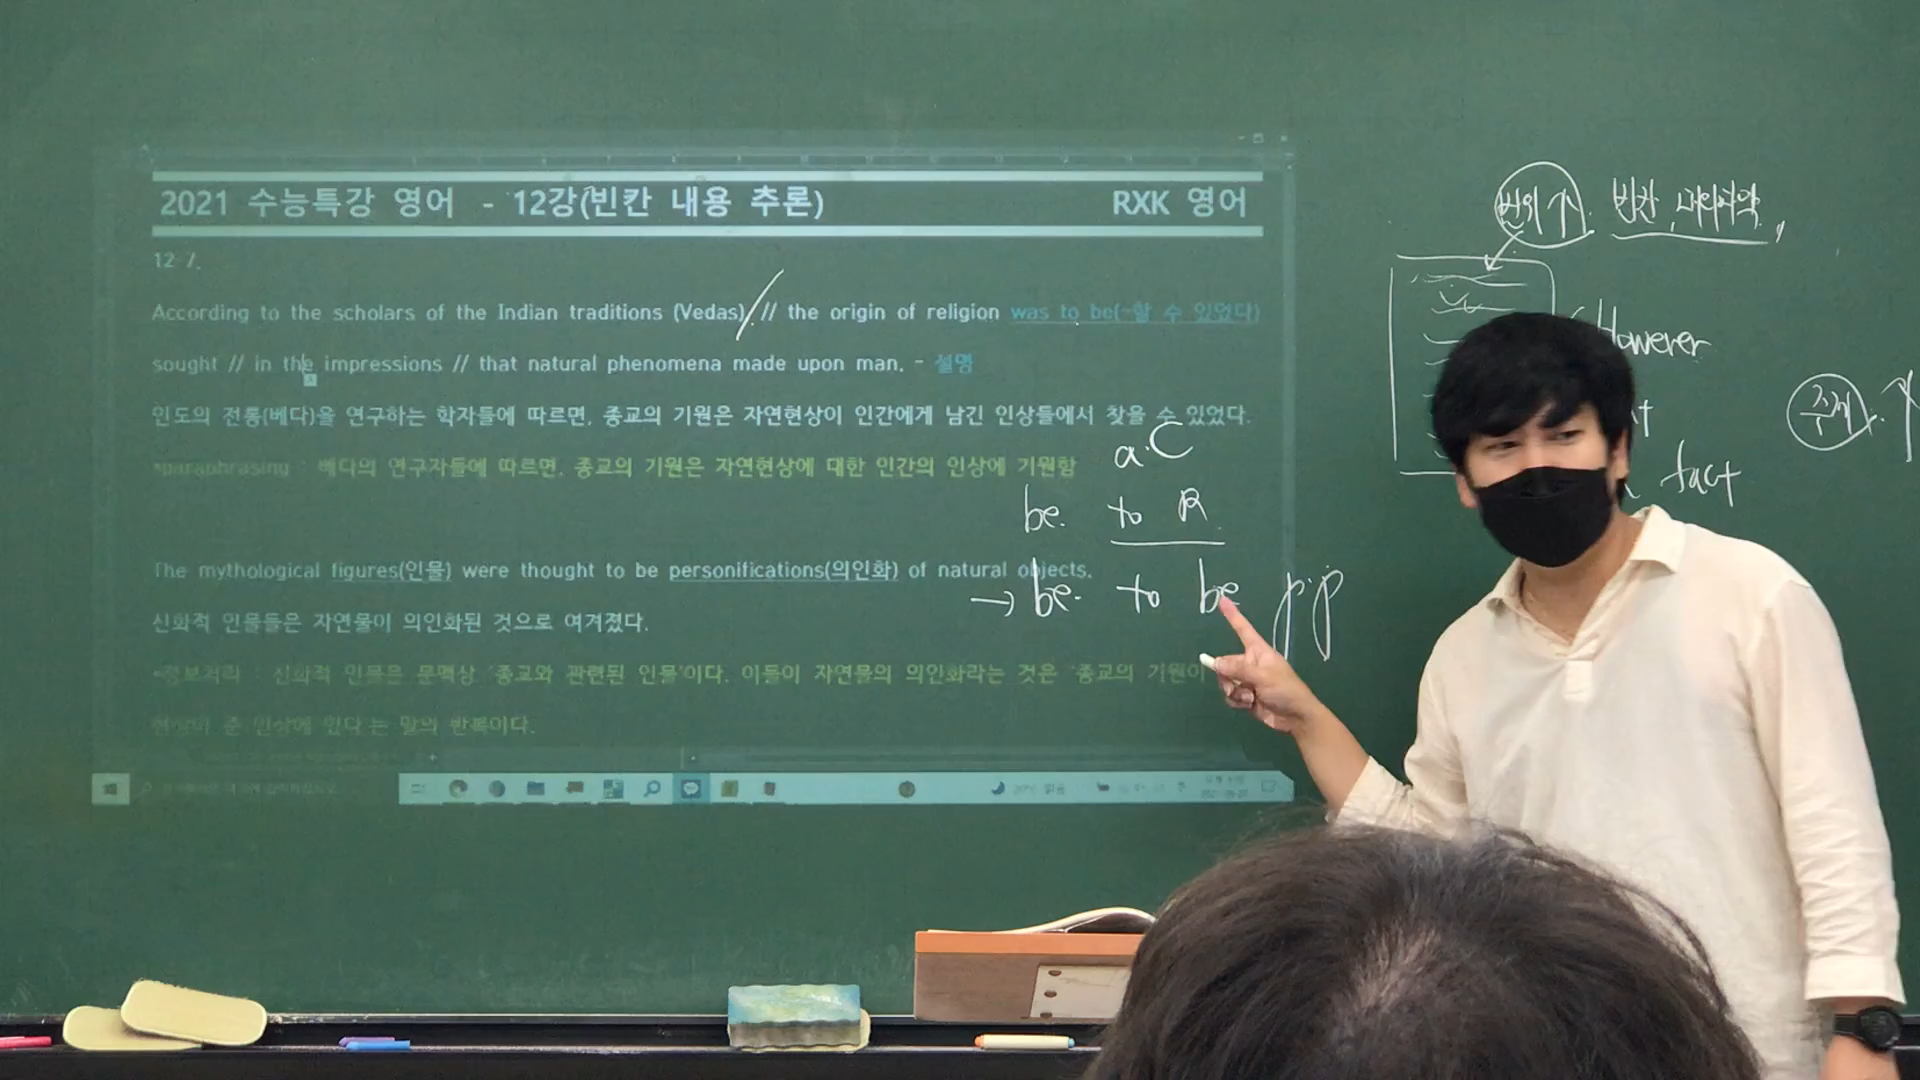 2021 수능특강 영어 - 12강(빈칸 내용 추론) RXK 영어
12-7.
According to the scholars of the Indian traditions (Vedas), // the origin of religion was to be(~할 수 있었다)
sought // in the impressions // that natural phenomena made upon man. - 설명
인도의 전통(베다)을 연구하는 학자들에 따르면, 종교의 기원은 자연현상이 인간에게 남긴 인상들에서 찾을 수 있었다.
*paraphrasing : 베다의 연구자들에 따르면, 종교의 기원은 자연현상에 대한 인간의 인상에 기원함
The mythological figures(인물) were thought to be personifications(의인화) of natural objects.
신화적 인물들은 자연물이 의인화된 것으로 여겨졌다.
*정보처리 : 신화적 인물은 문맥상 '종교와 관련된 인물'이다. 이들이 자연물의 의인화라는 것은 '종교의 기원이
현상이 준 인상에 있다'는 말의 반복이다.
a.C
be. to R
→ be. to be p.p
빈칸,
However
fact
주제.